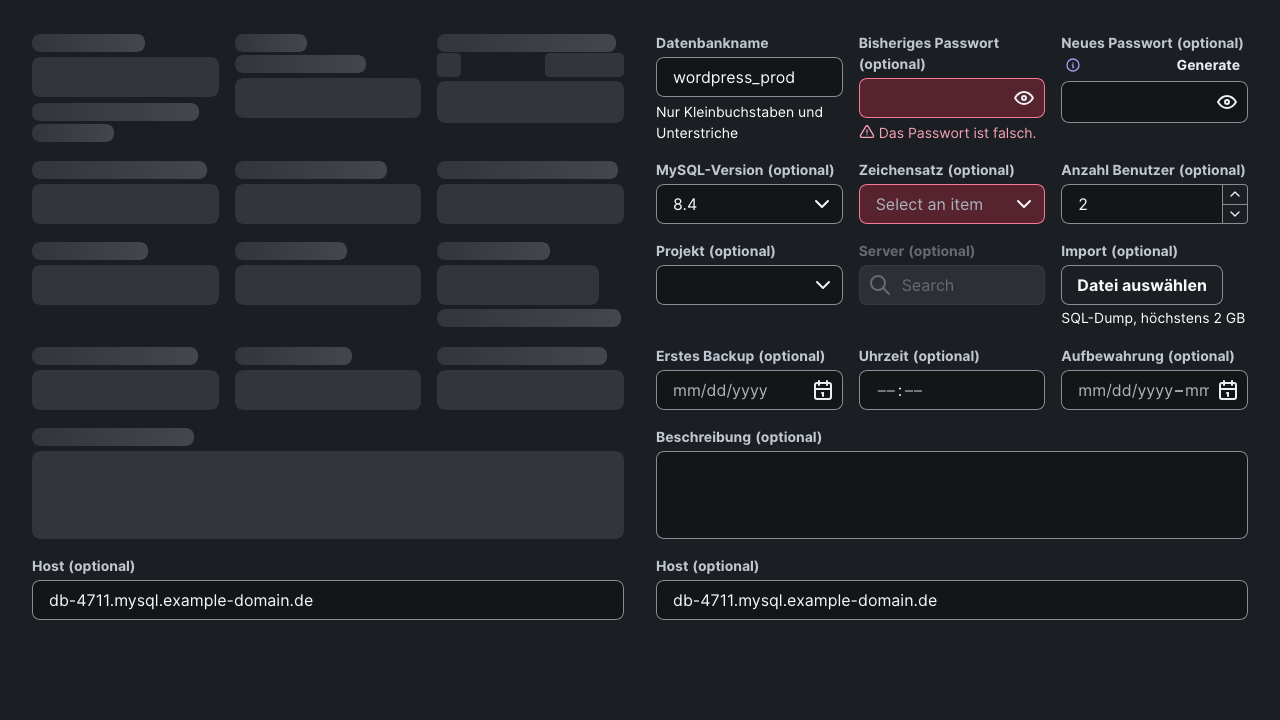 Datenbankname
wordpress_prod
Nur Kleinbuchstaben und
Unterstriche
Bisheriges Passwort
(optional)
Das Passwort ist falsch.
Neues Passwort (optional)
Generate
MySQL-Version (optional)
8.4
Zeichensatz (optional)
Select an item
Anzahl Benutzer (optional)
2
Projekt (optional)
Server (optional)
Search
Import (optional)
Datei auswählen
SQL-Dump, höchstens 2 GB
Erstes Backup (optional)
mm/dd/yyyy
Uhrzeit (optional)
––:––
Aufbewahrung (optional)
mm/dd/yyyy–mm
Beschreibung (optional)
Host (optional)
db-4711.mysql.example-domain.de
Host (optional)
db-4711.mysql.example-domain.de